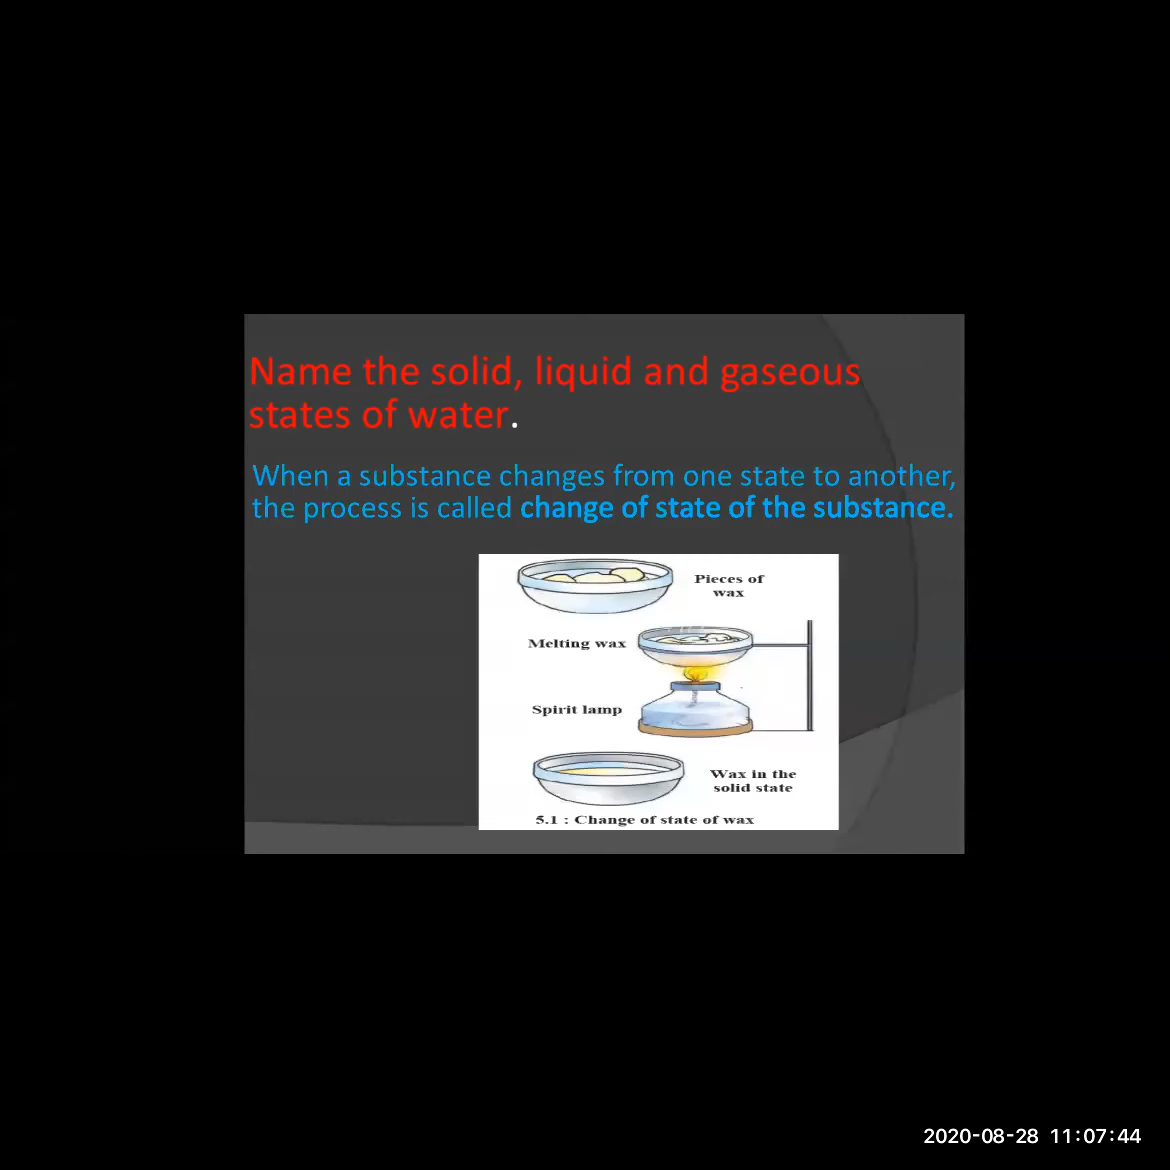 Name the solid, liquid and gaseous
states of water.
When a substance changes from one state to another,
the process is called change of state of the substance.
Pieces of
wax
Melting wax
Spirit lamp
Wax in the
solid state
5.1 : Change of state of wax
2020-08-28 11:07:44